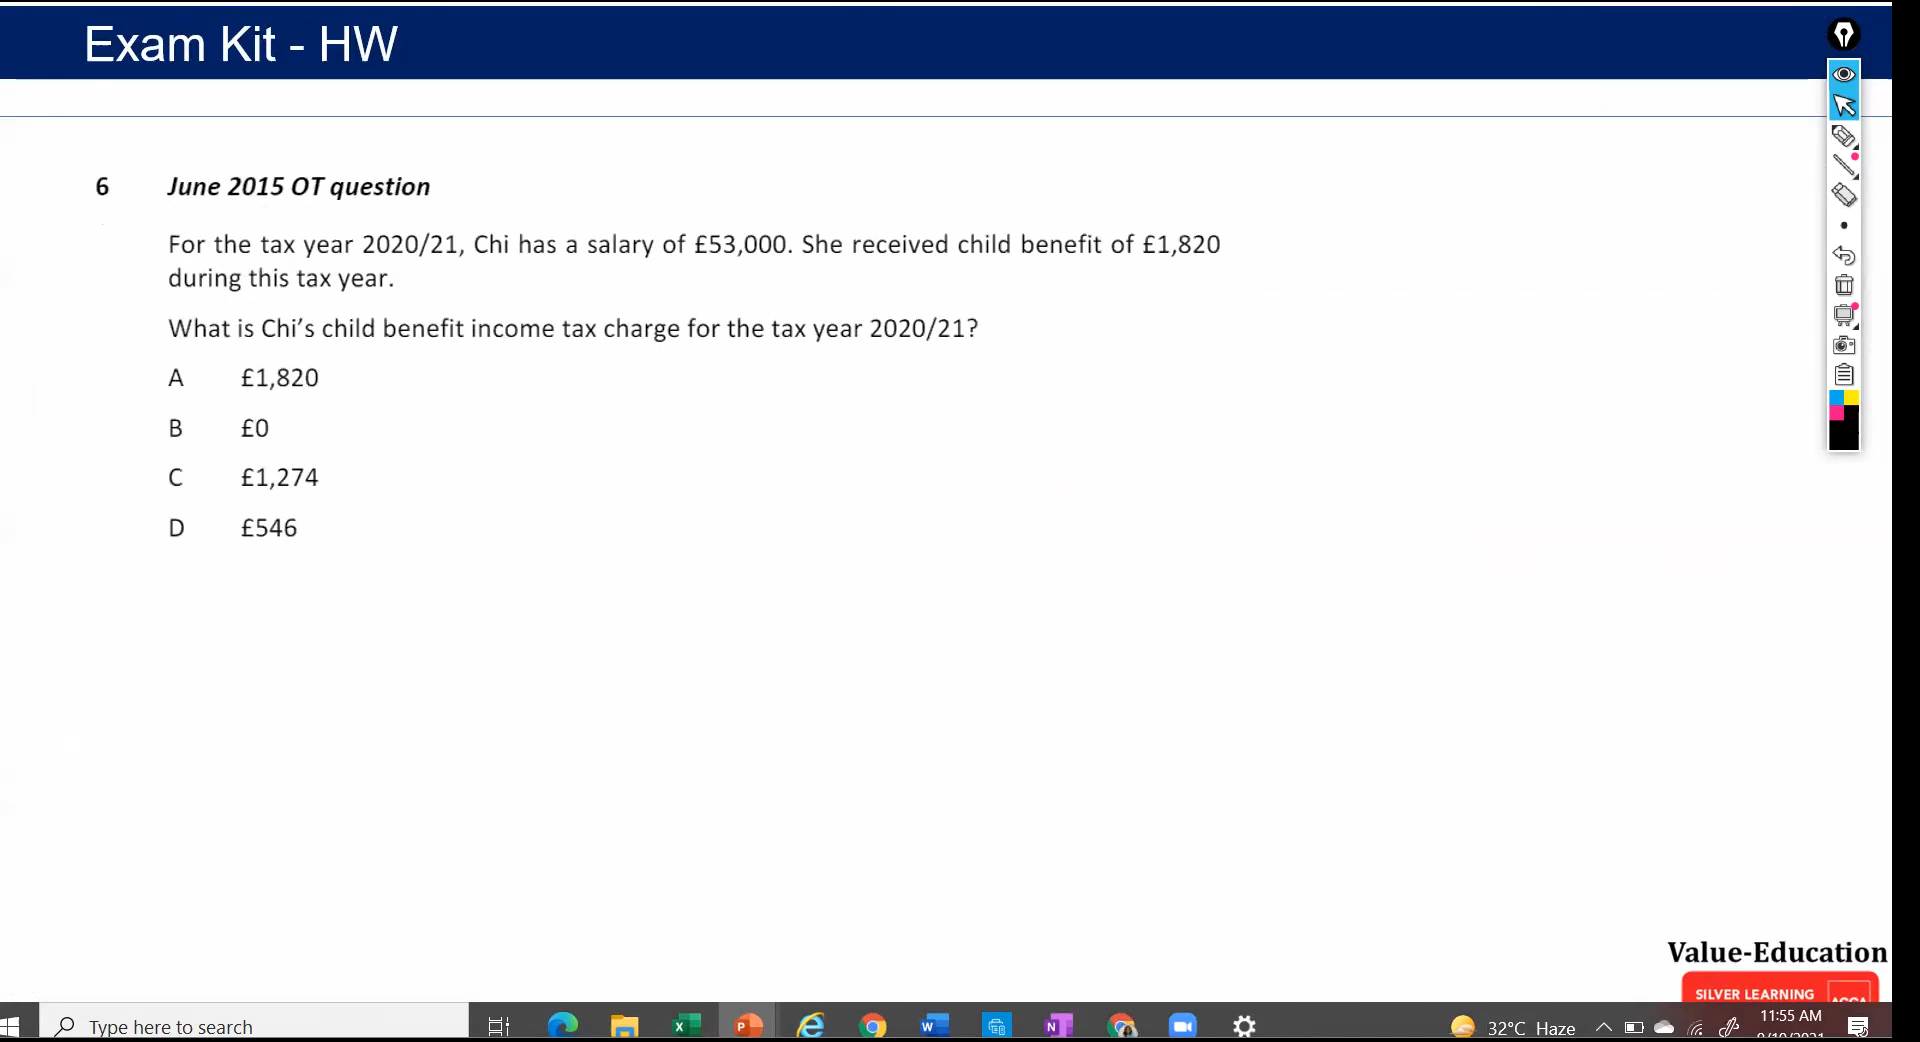 Exam Kit - HW
6 June 2015 OT question
For the tax year 2020/21, Chi has a salary of £53,000. She received child benefit of £1,820
during this tax year.
What is Chi’s child benefit income tax charge for the tax year 2020/21?
A £1,820
B £0
C £1,274
D £546
Value-Education
SILVER LEARNING
ACCA
Type here to search
32°C Haze
11:55 AM